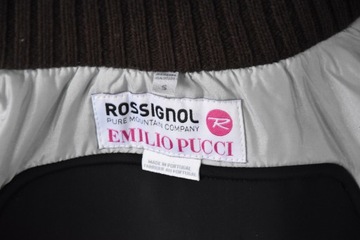 S
ROSSIGNOL
PURE MOUNTAIN COMPANY
R
EMILIO PUCCI
MADE IN PORTUGAL